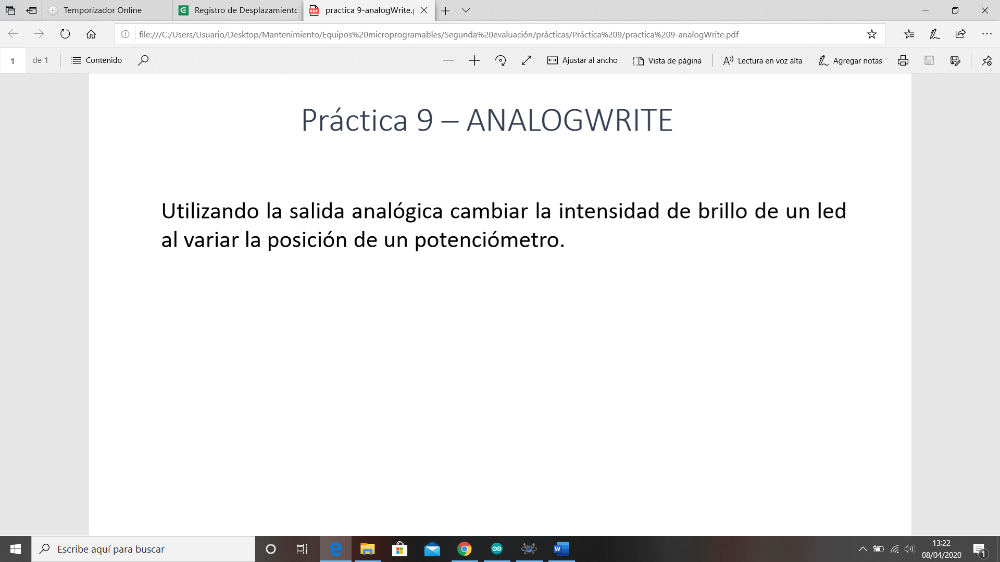 Temporizador Online
Registro de Desplazamiento
practica 9-analogWrite.p
file:///C:/Users/Usuario/Desktop/Mantenimiento/Equipos%20microprogramables/Segunda%20evaluación/prácticas/Práctica%209/practica%209-analogWrite.pdf
1 de 1 Contenido Ajustar al ancho Vista de página Lectura en voz alta Agregar notas
Práctica 9 – ANALOGWRITE
Utilizando la salida analógica cambiar la intensidad de brillo de un led
al variar la posición de un potenciómetro.
Escribe aquí para buscar
13:22
08/04/2020
1